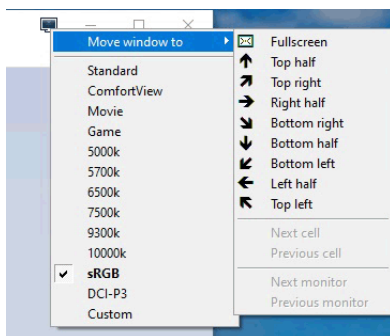 Move window to
Standard
ComfortView
Movie
Game
5000k
5700k
6500k
7500k
9300k
10000k
sRGB
DCI-P3
Custom
Fullscreen
Top half
Top right
Right half
Bottom right
Bottom half
Bottom left
Left half
Top left
Next cell
Previous cell
Next monitor
Previous monitor